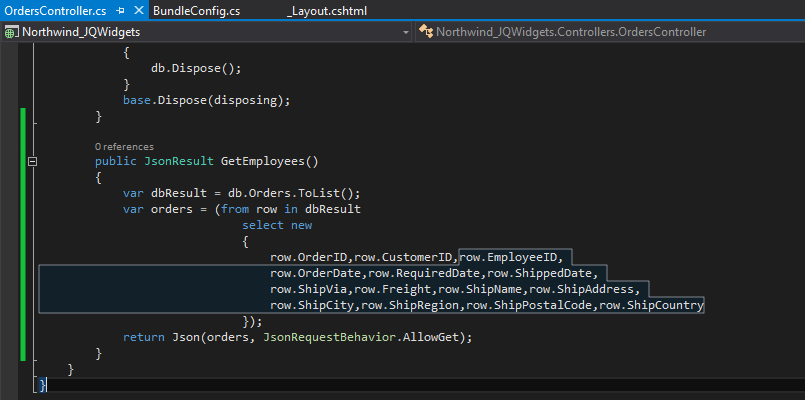 OrdersController.cs BundleConfig.cs _Layout.cshtml
Northwind_JQWidgets Northwind_JQWidgets.Controllers.OrdersController
{
db.Dispose();
}
base.Dispose(disposing);
}
0 references
public JsonResult GetEmployees()
{
var dbResult = db.Orders.ToList();
var orders = (from row in dbResult
select new
{
row.OrderID,row.CustomerID,row.EmployeeID,
row.OrderDate,row.RequiredDate,row.ShippedDate,
row.ShipVia,row.Freight,row.ShipName,row.ShipAddress,
row.ShipCity,row.ShipRegion,row.ShipPostalCode,row.ShipCountry
});
return Json(orders, JsonRequestBehavior.AllowGet);
}
}
}